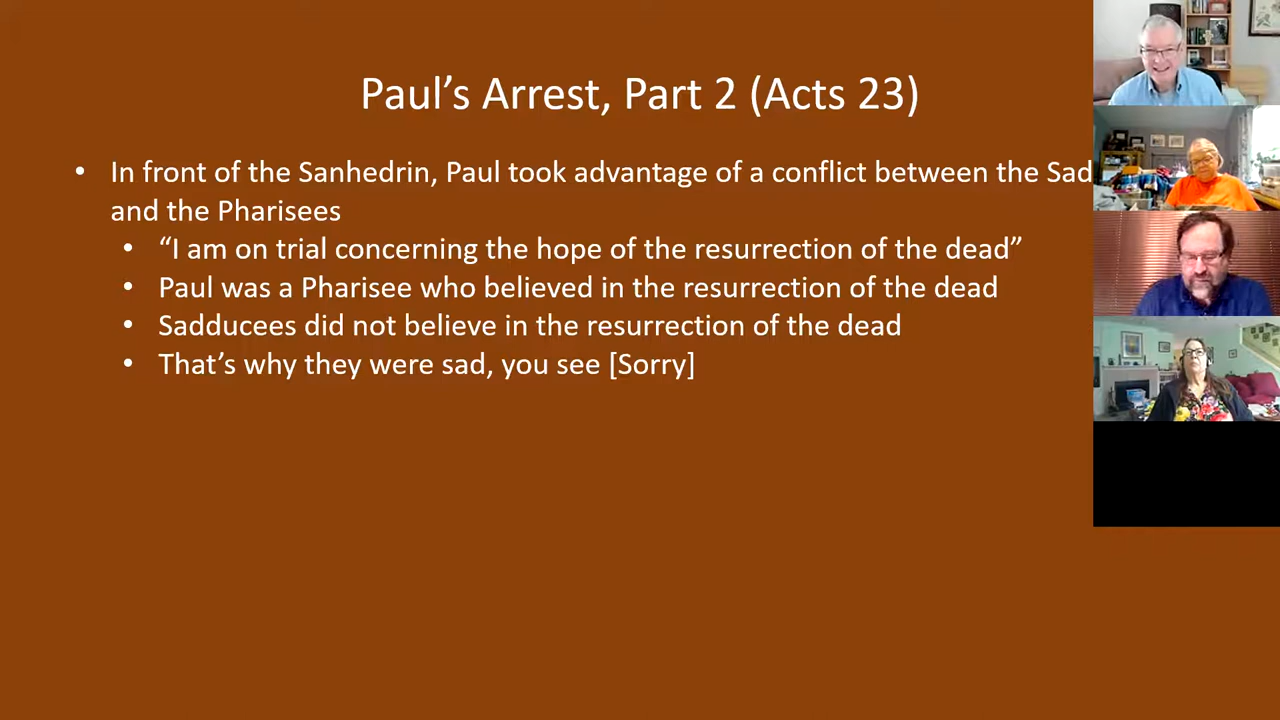 Paul’s Arrest, Part 2 (Acts 23)
• In front of the Sanhedrin, Paul took advantage of a conflict between the Sad
and the Pharisees
• “I am on trial concerning the hope of the resurrection of the dead”
• Paul was a Pharisee who believed in the resurrection of the dead
• Sadducees did not believe in the resurrection of the dead
• That’s why they were sad, you see [Sorry]